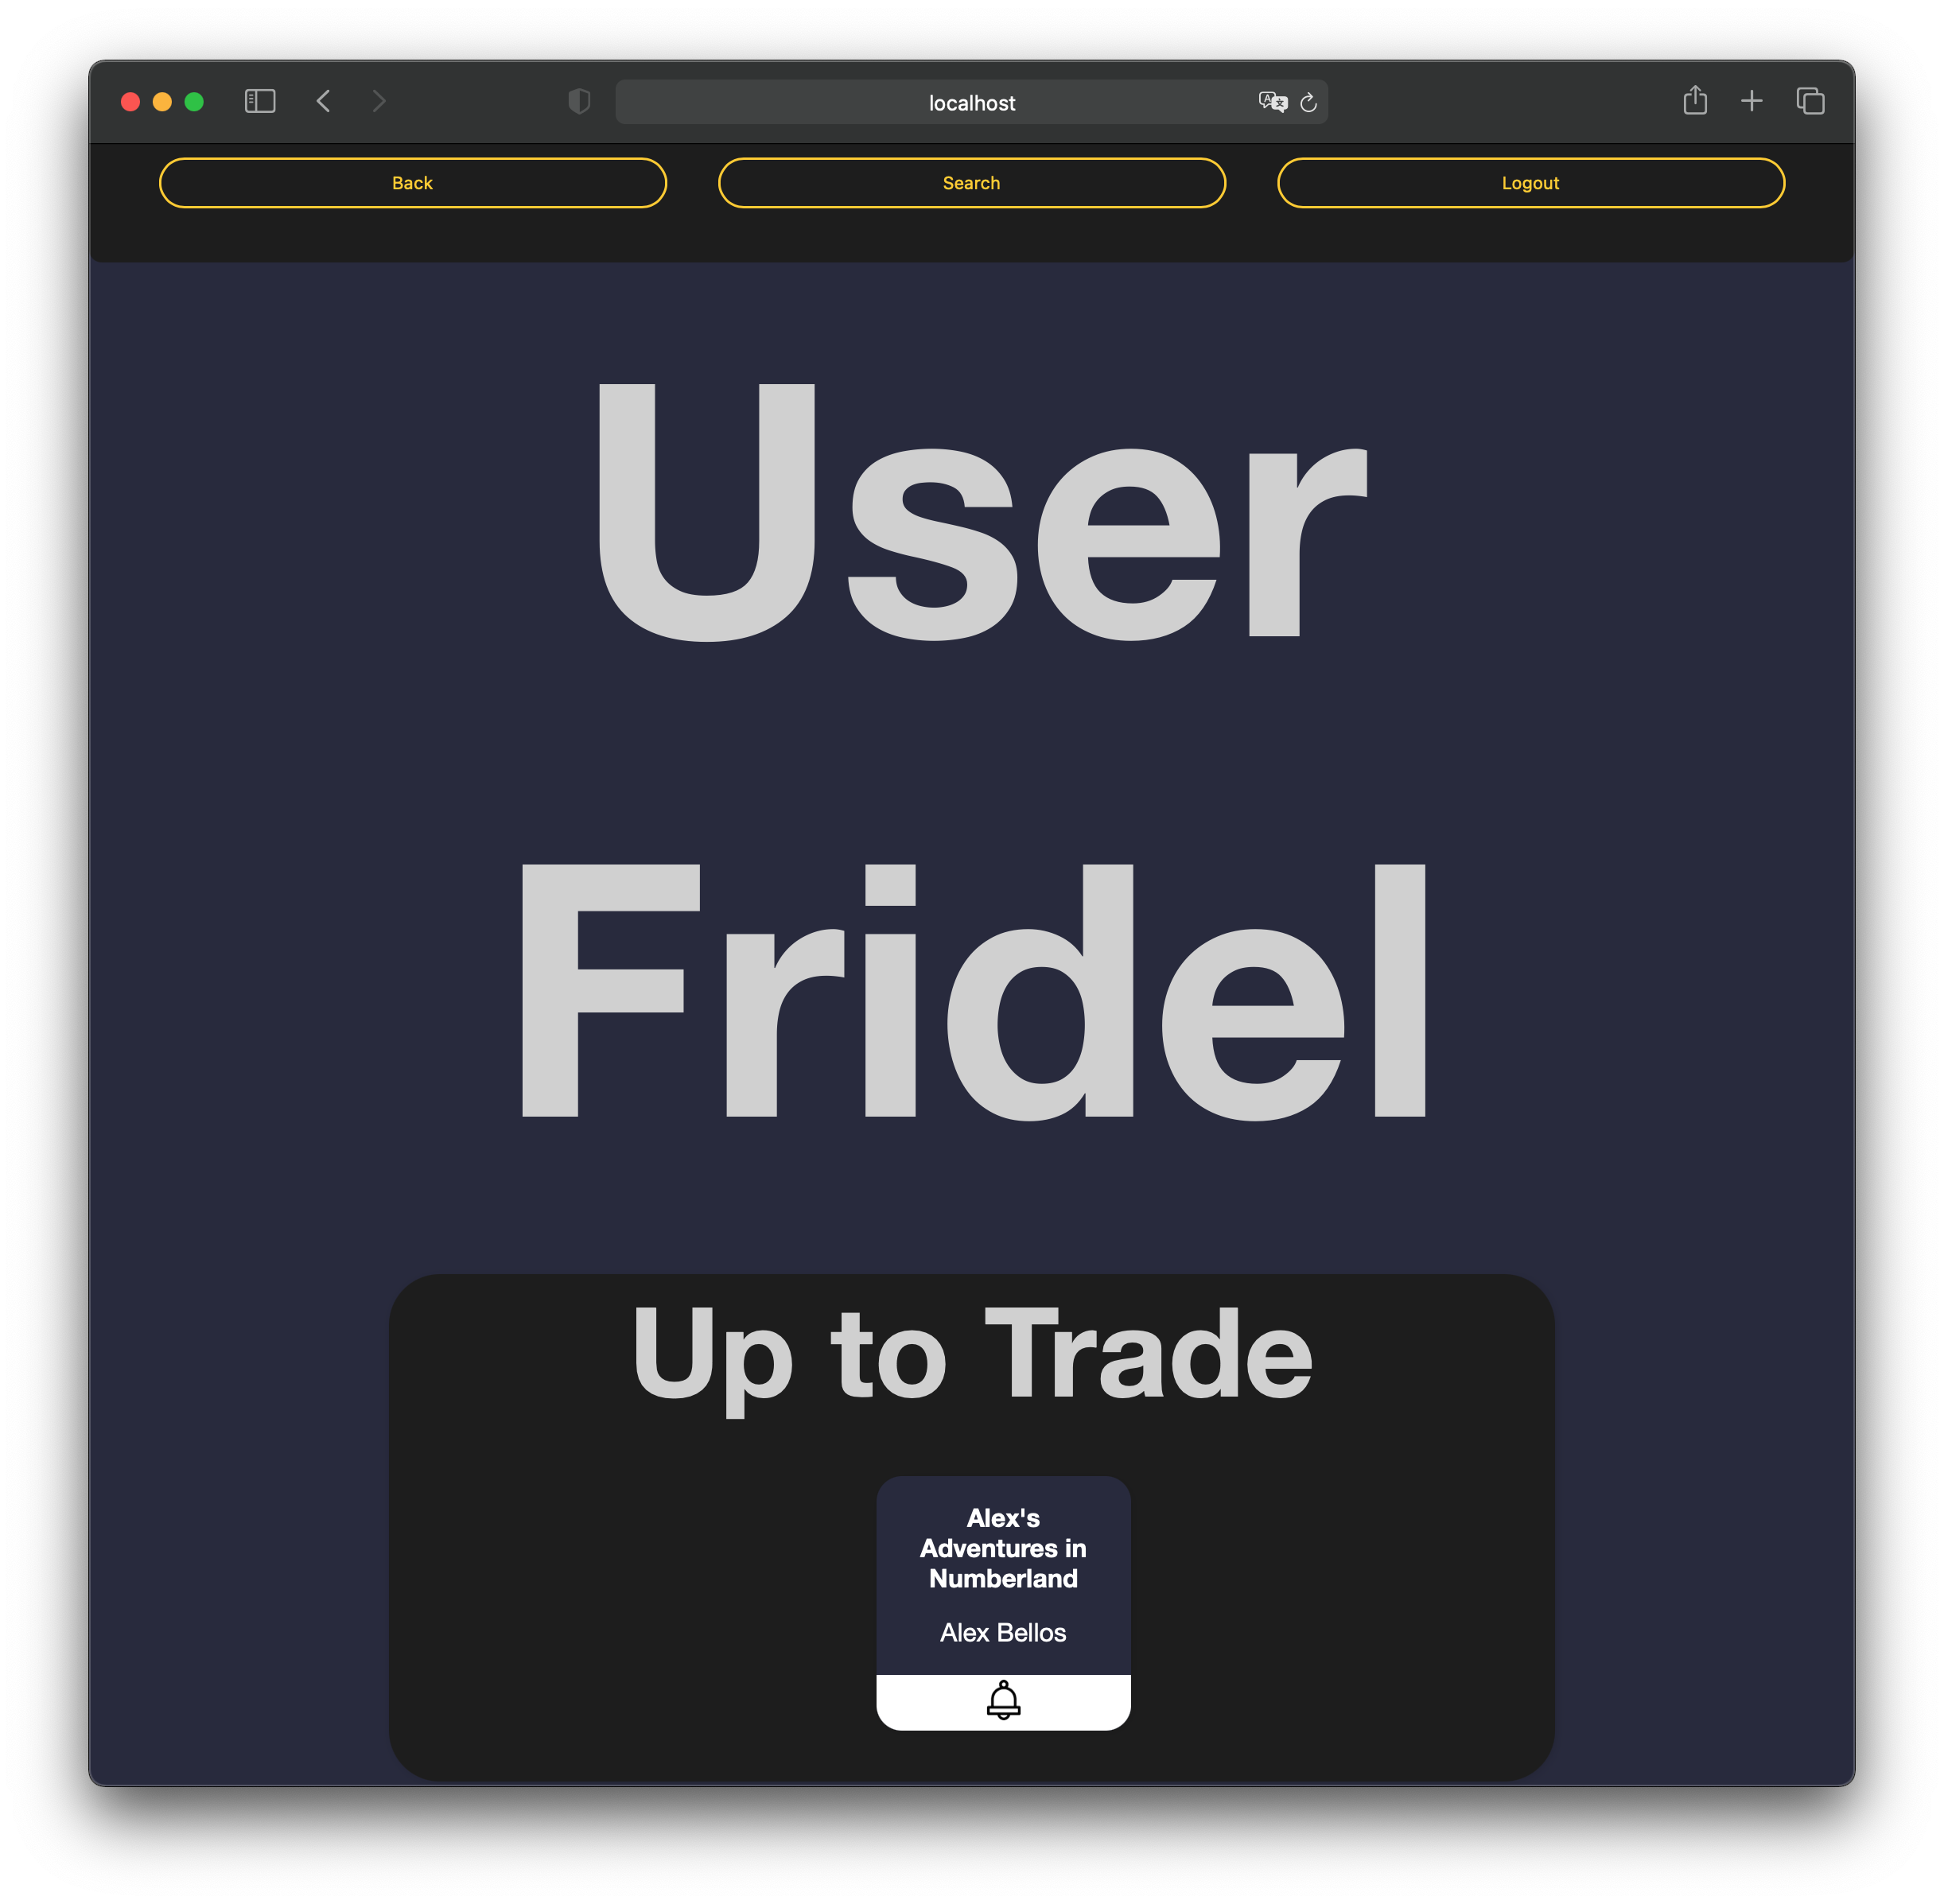 localhost
Back
Search
Logout
User
Fridel
Up to Trade
Alex's
Adventures in
Numberland
Alex Bellos